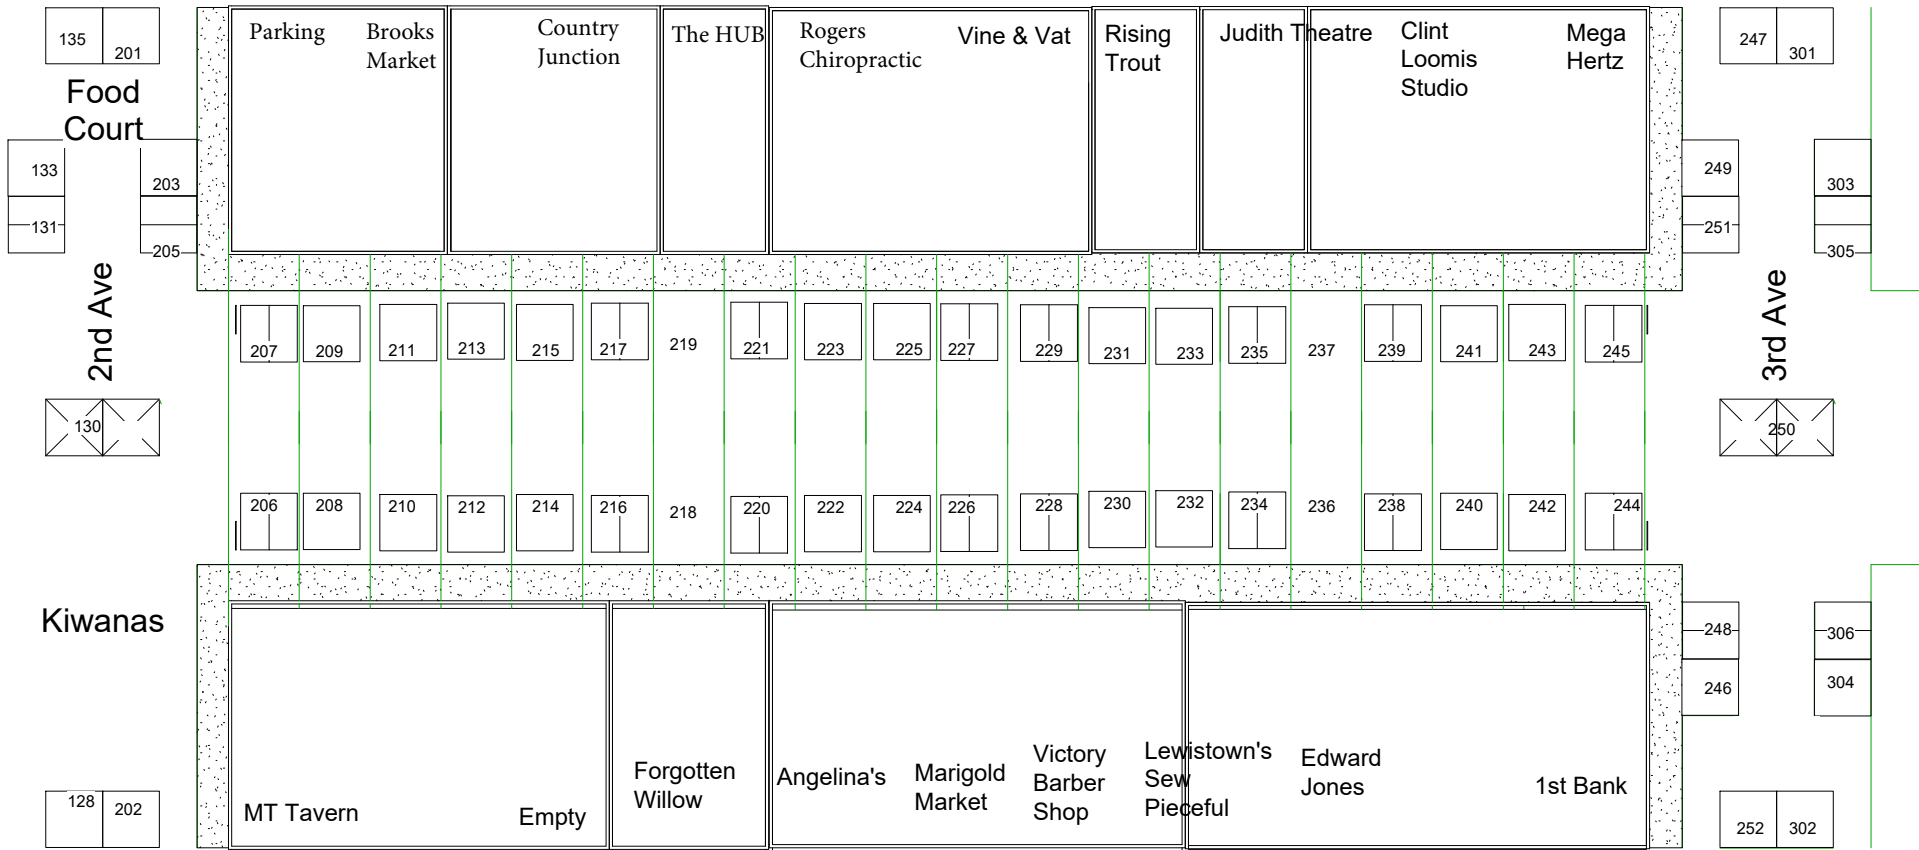 Parking
Brooks
Market
Country
Junction
The HUB
Rogers
Chiropractic
Vine & Vat
Rising
Trout
Judith Theatre
Clint
Loomis
Studio
Mega
Hertz
135 201
247 301
Food
Court
133
203
131
205
249
303
251
305
2nd Ave
3rd Ave
207 209 211 213 215 217 219 221 223 225 227 229 231 233 235 237 239 241 243 245
130
250
206 208 210 212 214 216 218 220 222 224 226 228 230 232 234 236 238 240 242 244
Kiwanas
248
306
246
304
128 202
MT Tavern
Empty
Forgotten
Willow
Angelina's
Marigold
Market
Victory
Barber
Shop
Lewistown's
Sew
Pieceful
Edward
Jones
1st Bank
252 302